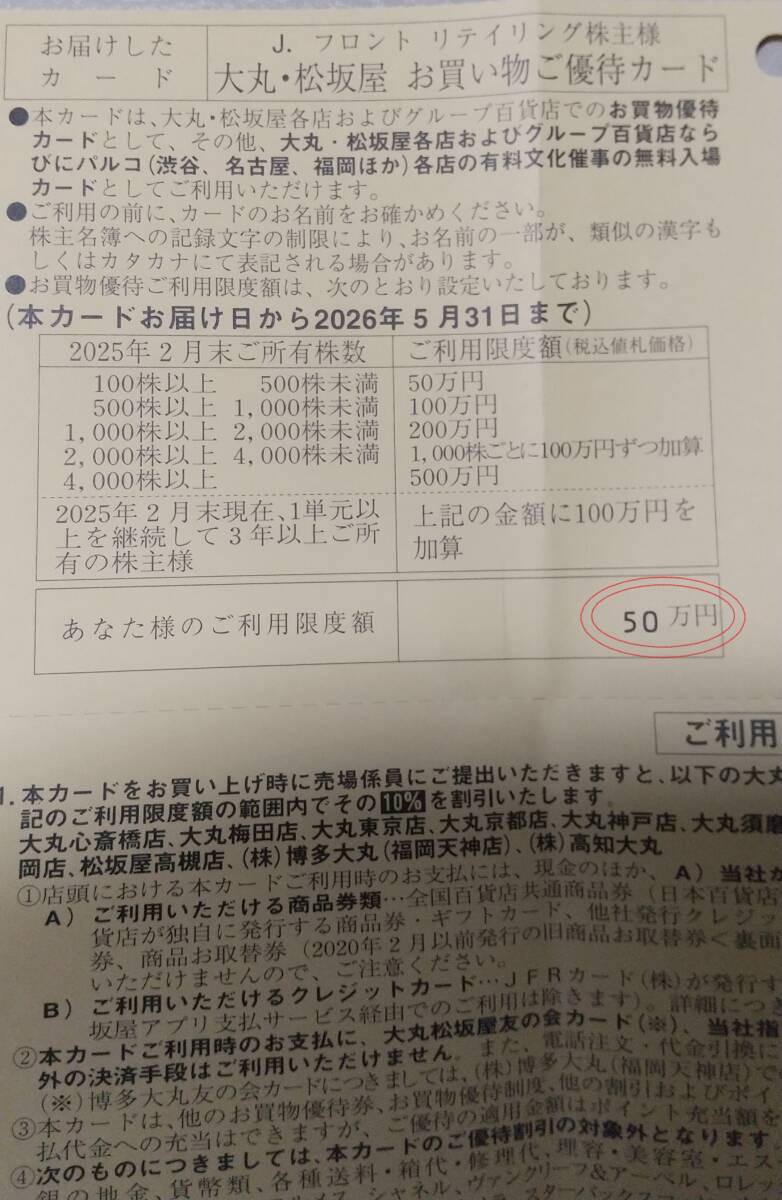 お届けした
カード
J. フロント リテイリング株主様
大丸・松坂屋 お買い物ご優待カード
●本カードは、大丸・松坂屋各店およびグループ百貨店でのお買物優待
カードとして、その他、大丸・松坂屋各店およびグループ百貨店なら
びにパルコ(渋谷、名古屋、福岡ほか)各店の有料文化催事の無料入場
カードとしてご利用いただけます。
●ご利用の前に、カードのお名前をお確かめください。
株主名簿への記録文字の制限により、お名前の一部が、類似の漢字も
しくはカタカナにて表記される場合があります。
●お買物優待ご利用限度額は、次のとおり設定いたしております。
(本カードお届け日から2026年5月31日まで)
2025年2月末ご所有株数 ご利用限度額(税込値札価格)
100株以上 500株未満 50万円
500株以上 1,000株未満 100万円
1,000株以上 2,000株未満 200万円
2,000株以上 4,000株未満 1,000株ごとに100万円ずつ加算
4,000株以上 500万円
2025年2月末現在、1単元以
上を継続して3年以上ご所
有の株主様
上記の金額に100万円を
加算
あなた様のご利用限度額 50万円
ご利用
1.本カードをお買い上げ時に売場係員にご提出いただきますと、以下の大丸
記のご利用限度額の範囲内でその10%を割引いたします。
大丸心斎橋店、大丸梅田店、大丸東京店、大丸京都店、大丸神戸店、大丸須磨
岡店、松坂屋高槻店、(株)博多大丸(福岡天神店)、(株)高知大丸
①店頭における本カードご利用時のお支払には、現金のほか、A)当社が
A)ご利用いただける商品券類…全国百貨店共通商品券(日本百貨店
貨店が独自に発行する商品券・ギフトカード、他社発行クレジッ
券、商品お取替券(2020年2月以前発行の旧商品お取替券<裏面
いただけませんので、ご注意ください。
B)ご利用いただけるクレジットカード…JFRカード(株)が発行す
坂屋アプリ支払サービス経由でのご利用は除きます)。詳細につき
②本カードご利用時のお支払に、大丸松坂屋友の会カード(※)、当社指
外の決済手段はご利用いただけません。また、電話注文・代金引換に
(※)博多大丸友の会カードにつきましては、(株)博多大丸(福岡天神店)での
③本カードは、他のお買物優待券、お買物優待制度、他の割引およびポイ
払代金への充当はできますが、ご優待の適用金額はポイント充当額を
④次のものにつきましては、本カードのご優待割引の対象外となります
銀の地金、貨幣類、各種送料・箱代・修理代、理容・美容室・エス
シャネル、ヴァンクリーフ&アーペル、ロレッ